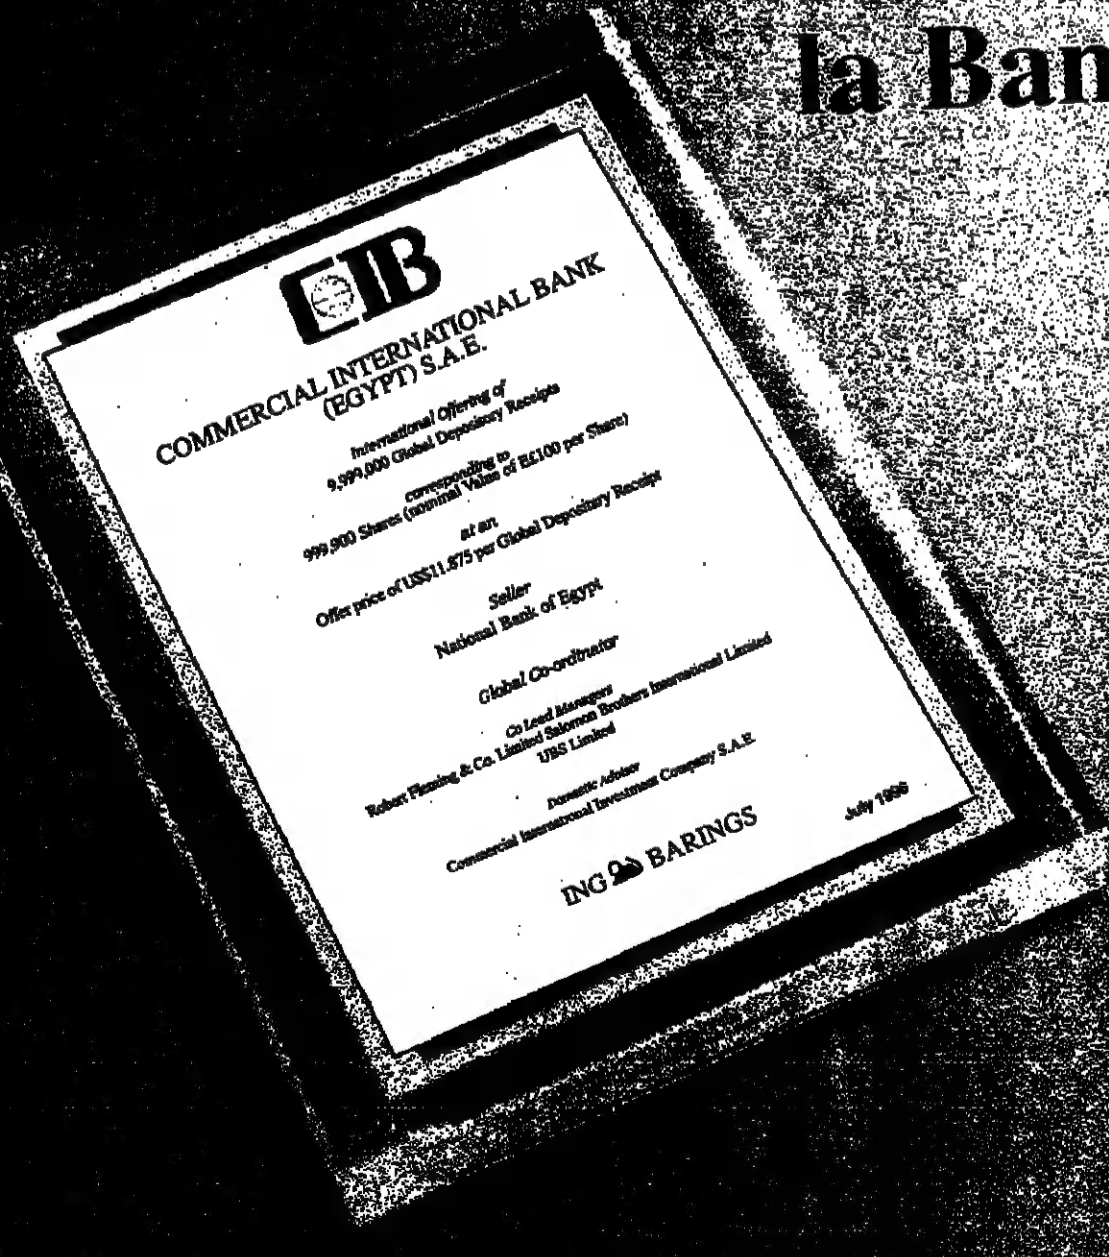 la Ban
CIB
COMMERCIAL INTERNATIONAL BANK
(EGYPT) S.A.E.
International Offering of
9,999,000 Global Depository Receipts
corresponding to
999,900 Shares (nominal Value of E£100 per Share)
at an
Offer price of US$11.875 per Global Depository Receipt
Seller
National Bank of Egypt
Global Co-ordinator
Co Lead Managers
Robert Fleming & Co. Limited Salomon Brothers International Limited
UBS Limited
Domestic Advisor
Commercial International Investment Company S.A.E.
ING BARINGS
July 1996